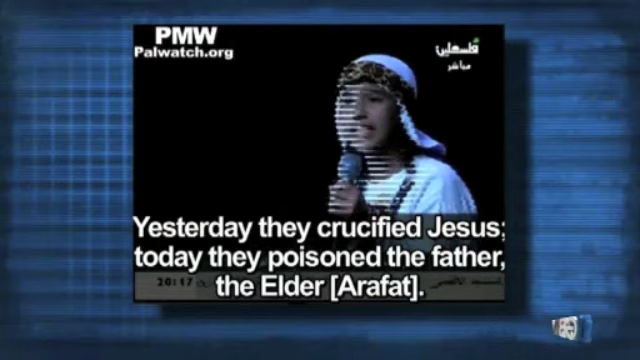 PMW
Palwatch.org
فلسطين
مباشر
Yesterday they crucified Jesus;
today they poisoned the father,
the Elder [Arafat].
20:17